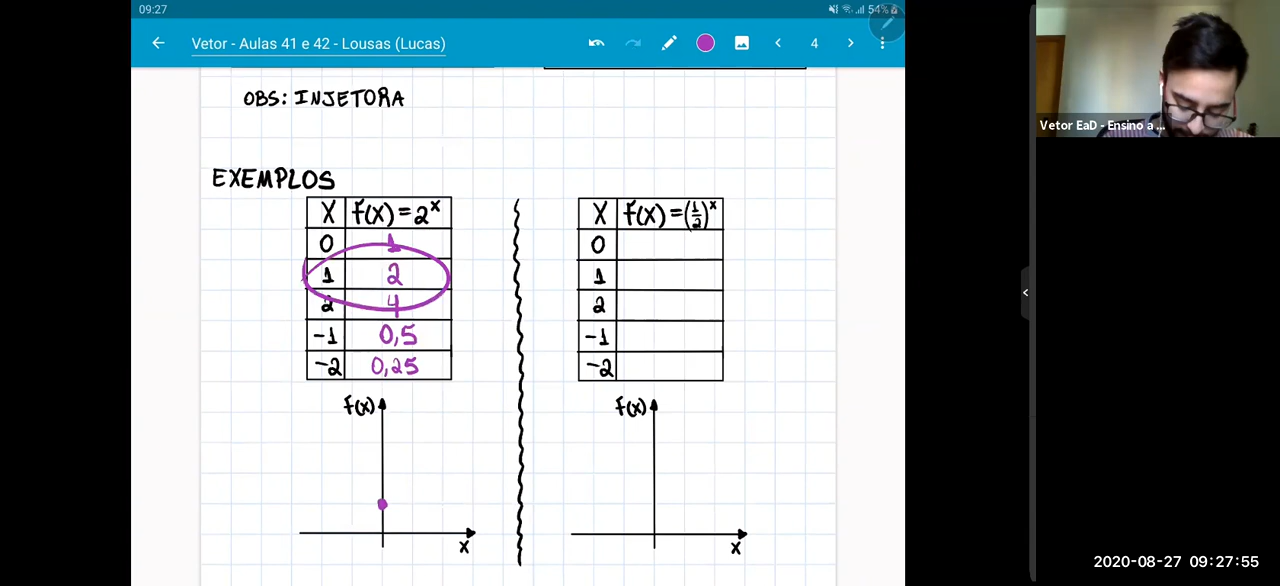 09:27
54%
Vetor - Aulas 41 e 42 - Lousas (Lucas)
4
OBS: INJETORA
EXEMPLOS
X f(x) = 2^x
0 1
1 2
2 4
-1 0,5
-2 0,25
f(x)
x
X f(x) = (1/2)^x
0
1
2
-1
-2
f(x)
x
Vetor EaD - Ensino a ...
2020-08-27 09:27:55